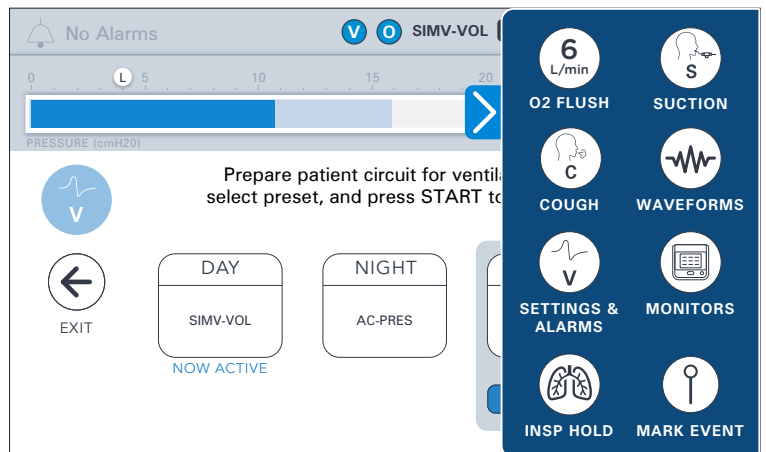 No Alarms
V O SIMV-VOL
0 L 5 10 15 20
PRESSURE (cmH20)
V
Prepare patient circuit for ventil
select preset, and press START to
EXIT
DAY
SIMV-VOL
NOW ACTIVE
NIGHT
AC-PRES
6
L/min
O2 FLUSH
S
SUCTION
C
COUGH
WAVEFORMS
V
SETTINGS &
ALARMS
MONITORS
INSP HOLD
MARK EVENT